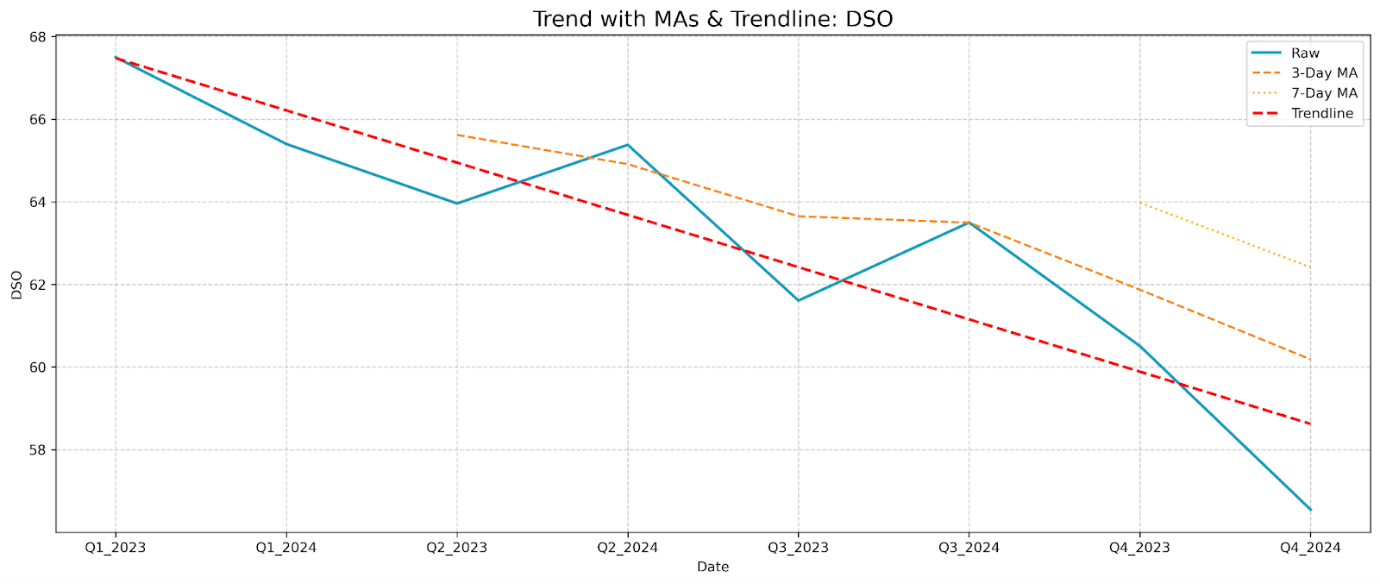 Trend with MAs & Trendline: DSO
Raw
3-Day MA
7-Day MA
Trendline
68
66
64
62
60
58
DSO
Q1_2023 Q1_2024 Q2_2023 Q2_2024 Q3_2023 Q3_2024 Q4_2023 Q4_2024
Date